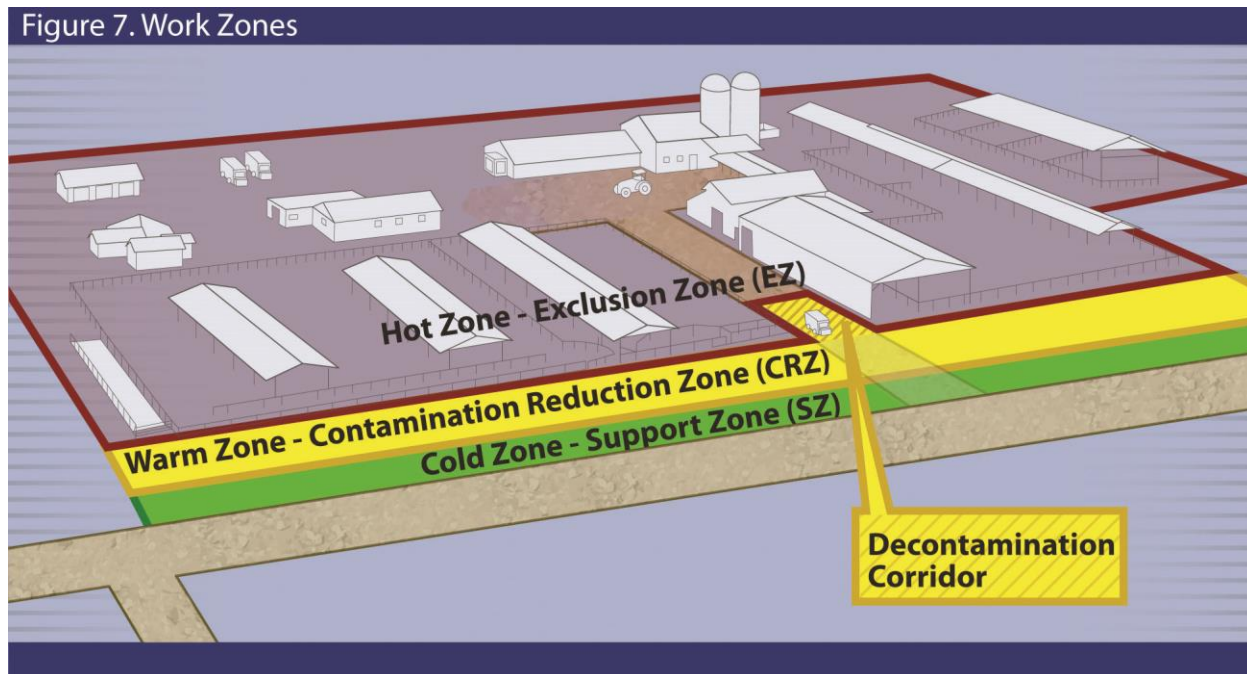 Figure 7. Work Zones
Hot Zone - Exclusion Zone (EZ)
Warm Zone - Contamination Reduction Zone (CRZ)
Cold Zone - Support Zone (SZ)
Decontamination
Corridor